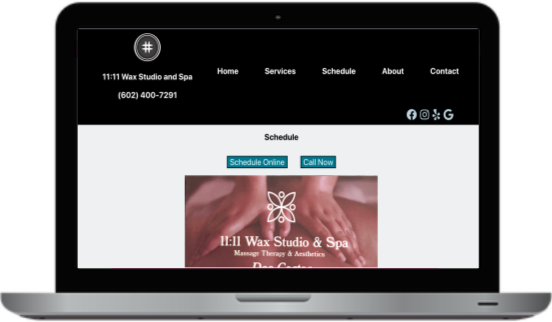 11:11 Wax Studio and Spa
(602) 400-7291
Home Services Schedule About Contact
Schedule
Schedule Online Call Now
11:11 Wax Studio & Spa
Massage Therapy & Aesthetics